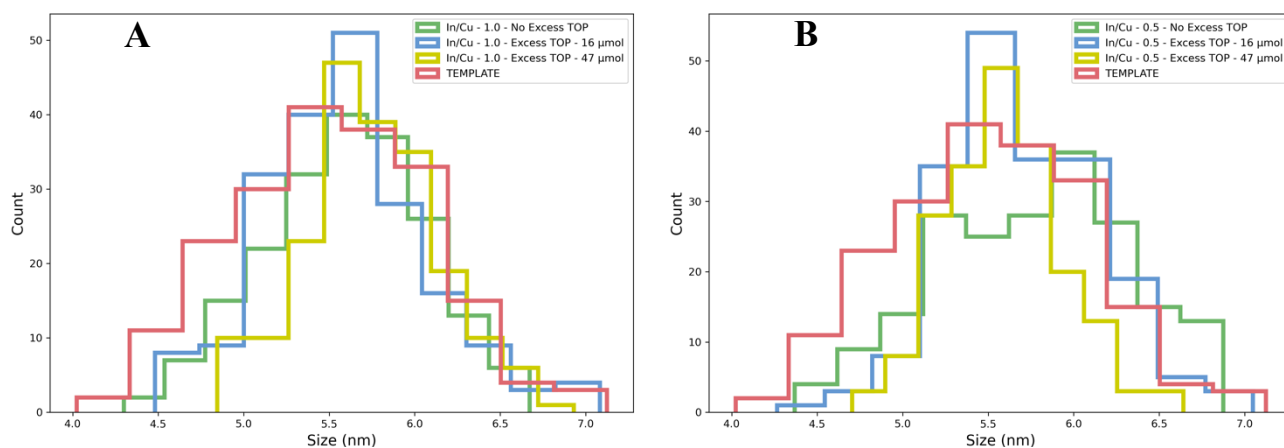 A
In/Cu - 1.0 - No Excess TOP
In/Cu - 1.0 - Excess TOP - 16 μmol
In/Cu - 1.0 - Excess TOP - 47 μmol
TEMPLATE
Count
50
40
30
20
10
0
4.0 4.5 5.0 5.5 6.0 6.5 7.0
Size (nm)
B
In/Cu - 0.5 - No Excess TOP
In/Cu - 0.5 - Excess TOP - 16 μmol
In/Cu - 0.5 - Excess TOP - 47 μmol
TEMPLATE
Count
50
40
30
20
10
0
4.0 4.5 5.0 5.5 6.0 6.5 7.0
Size (nm)